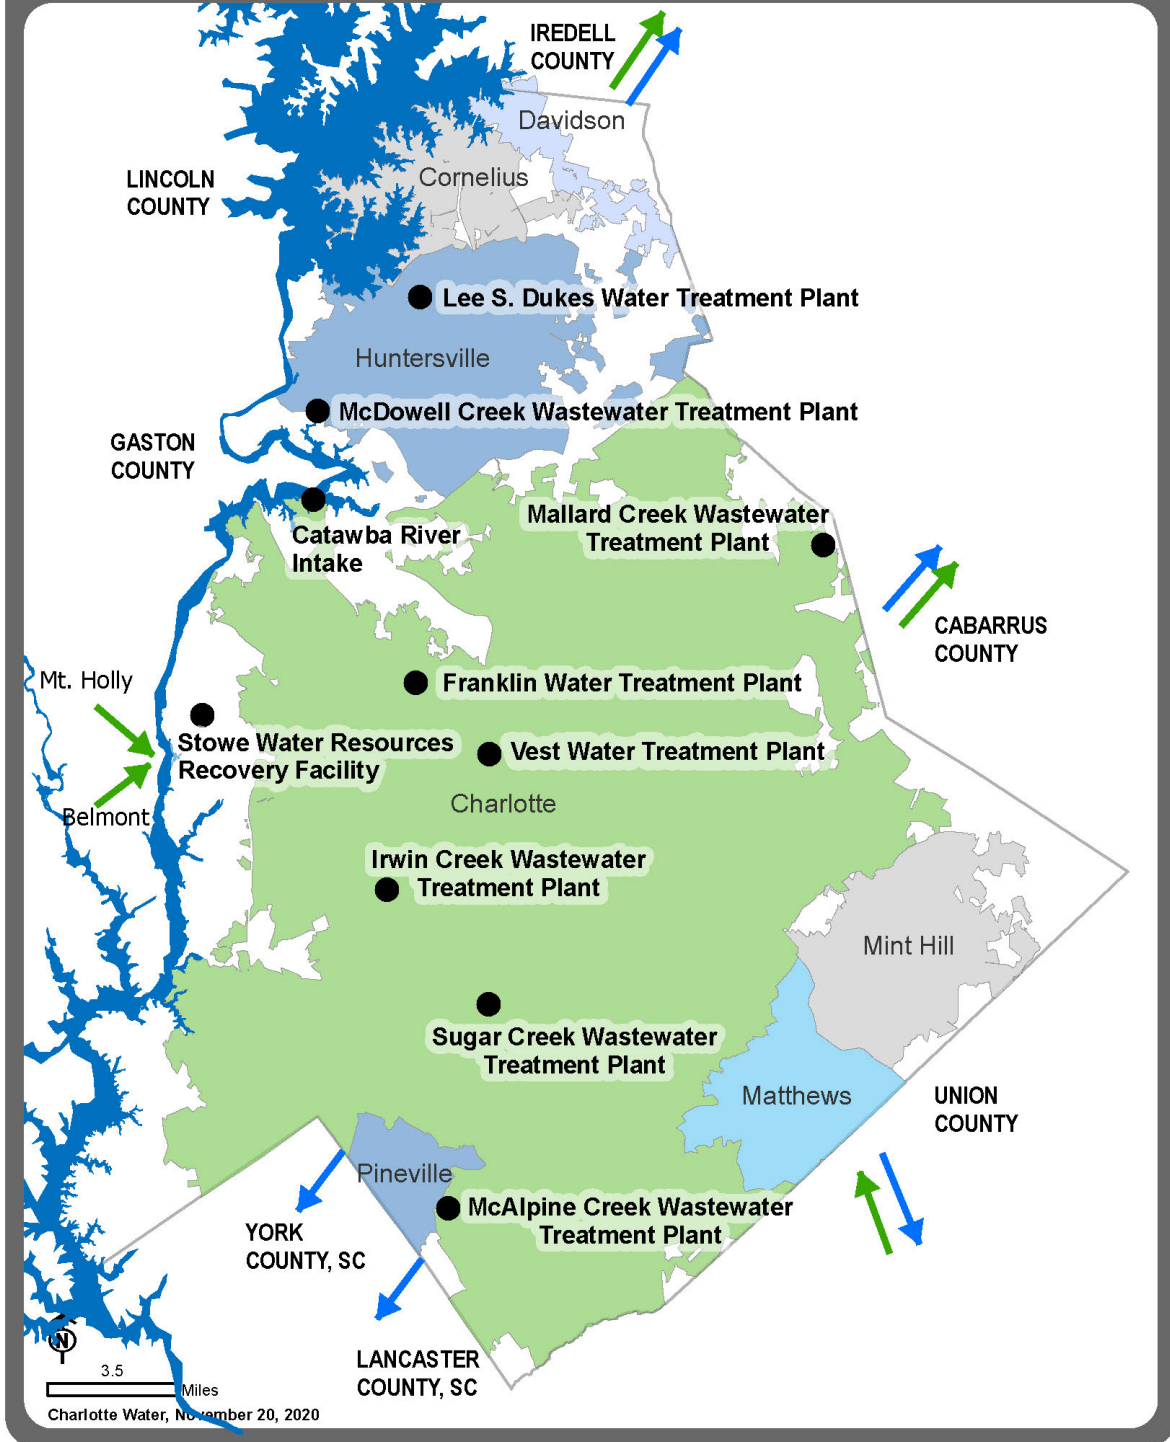 IREDELL
COUNTY
Davidson
Cornelius
LINCOLN
COUNTY
Lee S. Dukes Water Treatment Plant
Huntersville
McDowell Creek Wastewater Treatment Plant
GASTON
COUNTY
Mallard Creek Wastewater
Treatment Plant
Catawba River
Intake
CABARRUS
COUNTY
Mt. Holly
Franklin Water Treatment Plant
Stowe Water Resources
Recovery Facility
Vest Water Treatment Plant
Charlotte
Belmont
Irwin Creek Wastewater
Treatment Plant
Mint Hill
Sugar Creek Wastewater
Treatment Plant
Matthews
UNION
COUNTY
Pineville
McAlpine Creek Wastewater
Treatment Plant
YORK
COUNTY, SC
LANCASTER
COUNTY, SC
N
3.5
Miles
Charlotte Water, November 20, 2020